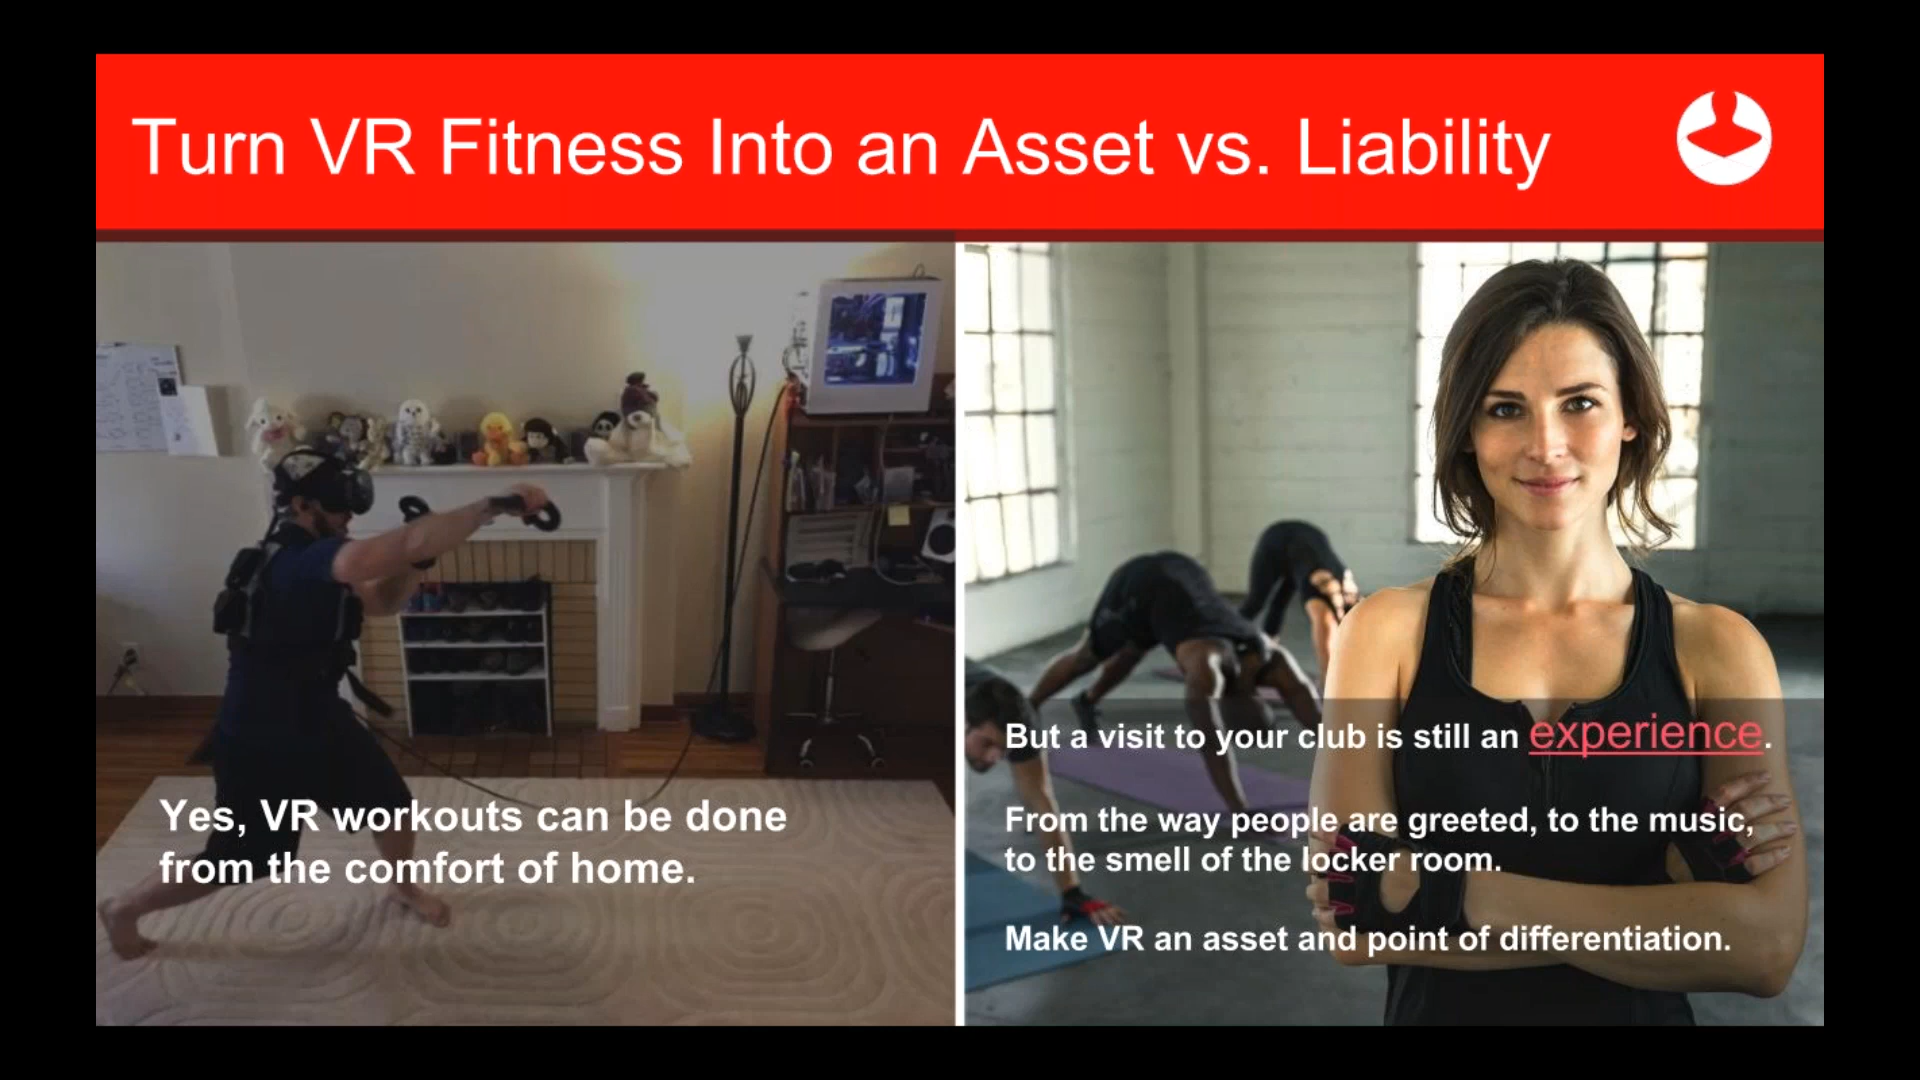 Turn VR Fitness Into an Asset vs. Liability
Yes, VR workouts can be done
from the comfort of home.
But a visit to your club is still an experience.
From the way people are greeted, to the music,
to the smell of the locker room.
Make VR an asset and point of differentiation.